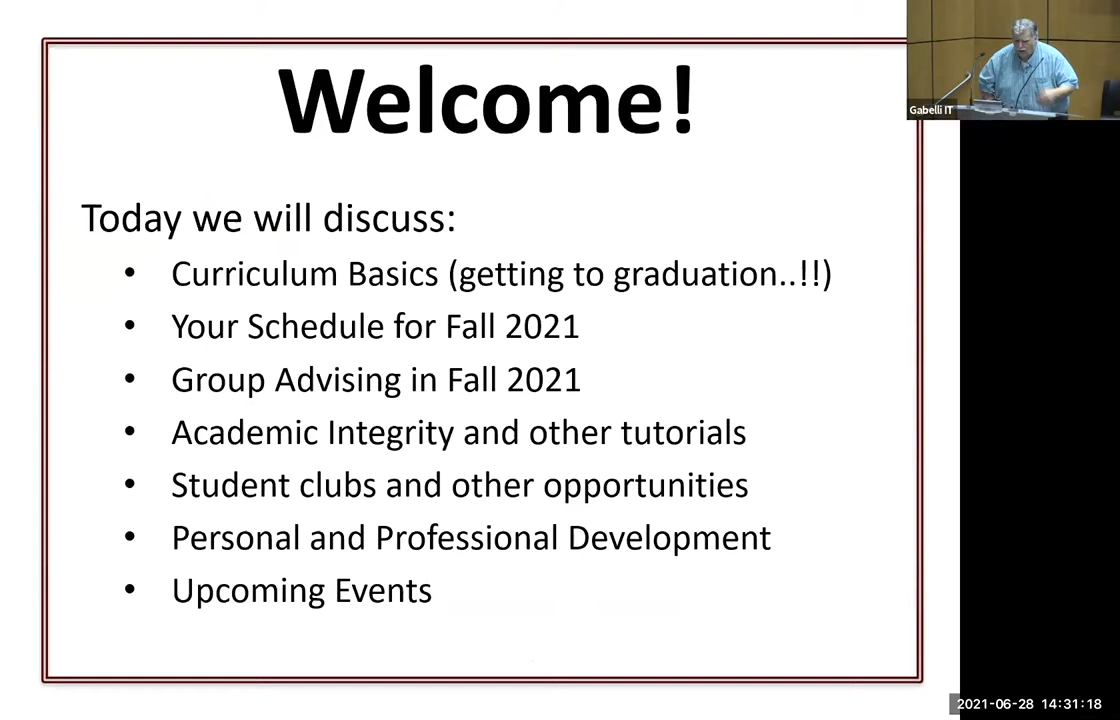 Welcome!
Gabelli IT
Today we will discuss:
• Curriculum Basics (getting to graduation..!!)
• Your Schedule for Fall 2021
• Group Advising in Fall 2021
• Academic Integrity and other tutorials
• Student clubs and other opportunities
• Personal and Professional Development
• Upcoming Events
2021-06-28 14:31:18